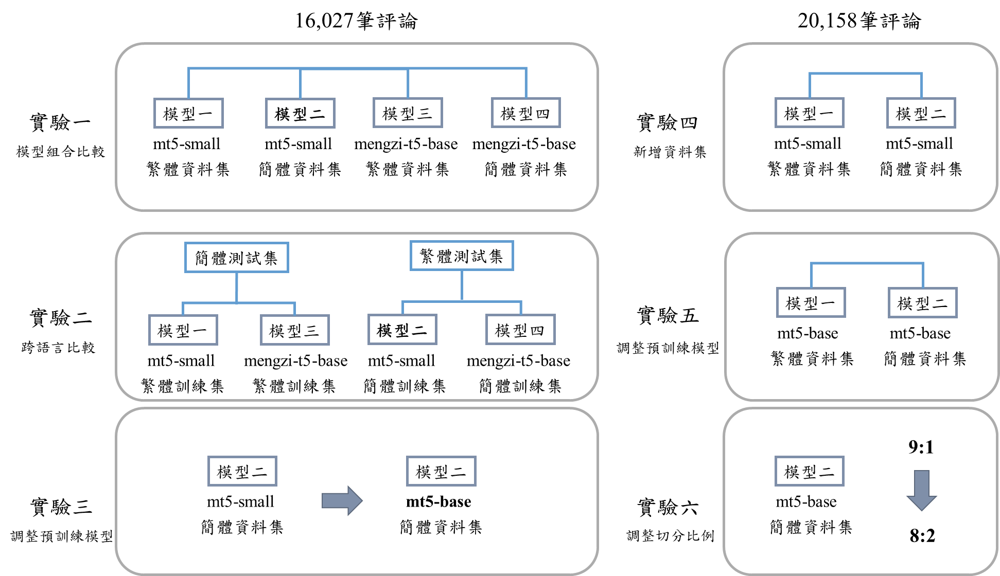 16,027筆評論
實驗一
模型組合比較
模型一
mt5-small
繁體資料集
模型二
mt5-small
簡體資料集
模型三
mengzi-t5-base
繁體資料集
模型四
mengzi-t5-base
簡體資料集
實驗二
跨語言比較
簡體測試集
模型一
mt5-small
繁體訓練集
模型三
mengzi-t5-base
繁體訓練集
繁體測試集
模型二
mt5-small
簡體訓練集
模型四
mengzi-t5-base
簡體訓練集
實驗三
調整預訓練模型
模型二
mt5-small
簡體資料集
模型二
mt5-base
簡體資料集
20,158筆評論
實驗四
新增資料集
模型一
mt5-small
繁體資料集
模型二
mt5-small
簡體資料集
實驗五
調整預訓練模型
模型一
mt5-base
繁體資料集
模型二
mt5-base
簡體資料集
實驗六
調整切分比例
模型二
mt5-base
簡體資料集
9:1
8:2